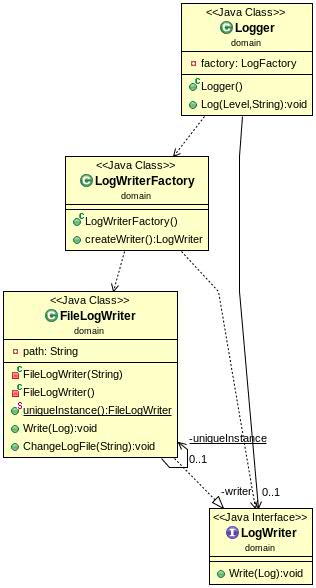 <<Java Class>>
Logger
domain
factory: LogFactory
Logger()
Log(Level,String):void
<<Java Class>>
LogWriterFactory
domain
LogWriterFactory()
createWriter():LogWriter
<<Java Class>>
FileLogWriter
domain
path: String
FileLogWriter(String)
FileLogWriter()
uniqueInstance():FileLogWriter
Write(Log):void
ChangeLogFile(String):void
-uniqueInstance
0..1
-writer
0..1
<<Java Interface>>
LogWriter
domain
Write(Log):void